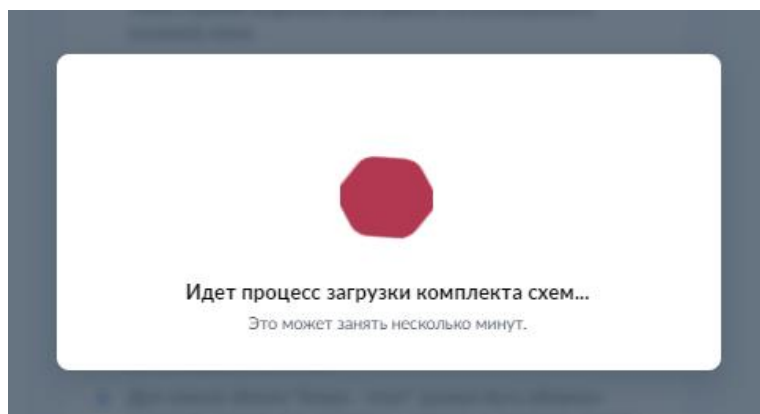 Идет процесс загрузки комплекта схем...
Это может занять несколько минут.